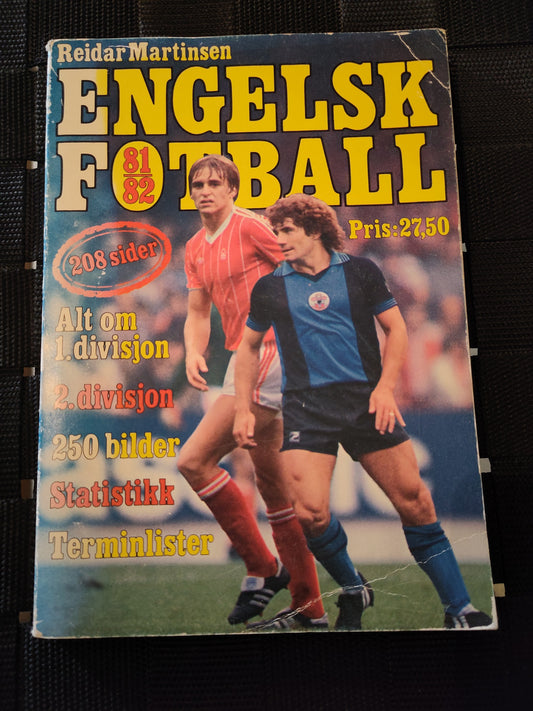 Reidar Martinsen
ENGELSK
FOTBALL
81
82
Pris: 27,50
208 sider
Alt om
1. divisjon
2. divisjon
250 bilder
Statistikk
Terminlister